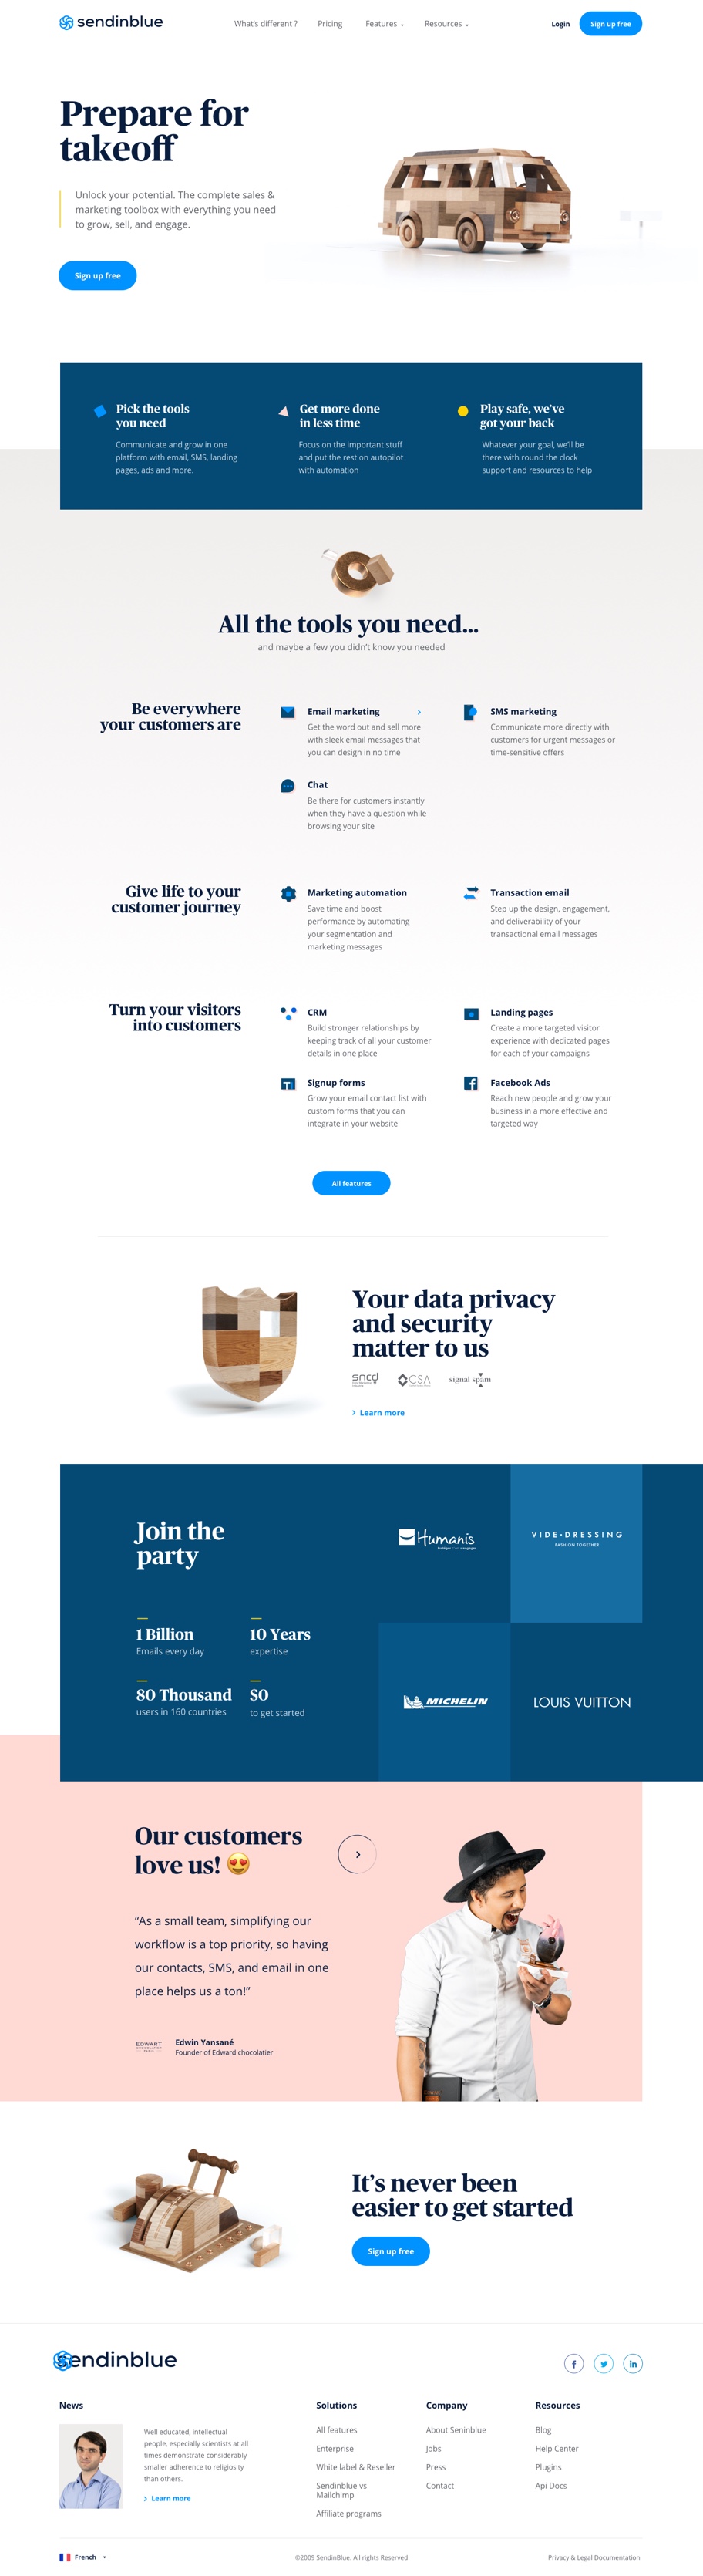 sendinblue
What's different ?
Pricing
Features
Resources
Login
Sign up free
Prepare for
takeoff
Unlock your potential. The complete sales &
marketing toolbox with everything you need
to grow, sell, and engage.
Sign up free
Pick the tools
you need
Communicate and grow in one
platform with email, SMS, landing
pages, ads and more.
Get more done
in less time
Focus on the important stuff
and put the rest on autopilot
with automation
Play safe, we've
got your back
Whatever your goal, we'll be
there with round the clock
support and resources to help
All the tools you need...
and maybe a few you didn't know you needed
Be everywhere
your customers are
Email marketing
Get the word out and sell more
with sleek email messages that
you can design in no time
SMS marketing
Communicate more directly with
customers for urgent messages or
time-sensitive offers
Chat
Be there for customers instantly
when they have a question while
browsing your site
Give life to your
customer journey
Marketing automation
Save time and boost
performance by automating
your segmentation and
marketing messages
Transaction email
Step up the design, engagement,
and deliverability of your
transactional email messages
Turn your visitors
into customers
CRM
Build stronger relationships by
keeping track of all your customer
details in one place
Landing pages
Create a more targeted visitor
experience with dedicated pages
for each of your campaigns
Signup forms
Grow your email contact list with
custom forms that you can
integrate in your website
Facebook Ads
Reach new people and grow your
business in a more effective and
targeted way
All features
Your data privacy
and security
matter to us
sncd
CSA
signal spam
Learn more
Join the
party
1 Billion
Emails every day
10 Years
expertise
80 Thousand
users in 160 countries
$0
to get started
Humanis
VIDE•DRESSING
FASHION TOGETHER
MICHELIN
LOUIS VUITTON
Our customers
love us! 😍
“As a small team, simplifying our
workflow is a top priority, so having
our contacts, SMS, and email in one
place helps us a ton!”
EDWART
CHOCOLATIER
Edwin Yansané
Founder of Edward chocolatier
It's never been
easier to get started
Sign up free
sendinblue
News
Well educated, intellectual
people, especially scientists at all
times demonstrate considerably
smaller adherence to religiosity
than others.
Learn more
Solutions
All features
Enterprise
White label & Reseller
Sendinblue vs
Mailchimp
Affiliate programs
Company
About Seninblue
Jobs
Press
Contact
Resources
Blog
Help Center
Plugins
Api Docs
French
©2009 SendinBlue. All rights Reserved
Privacy & Legal Documentation